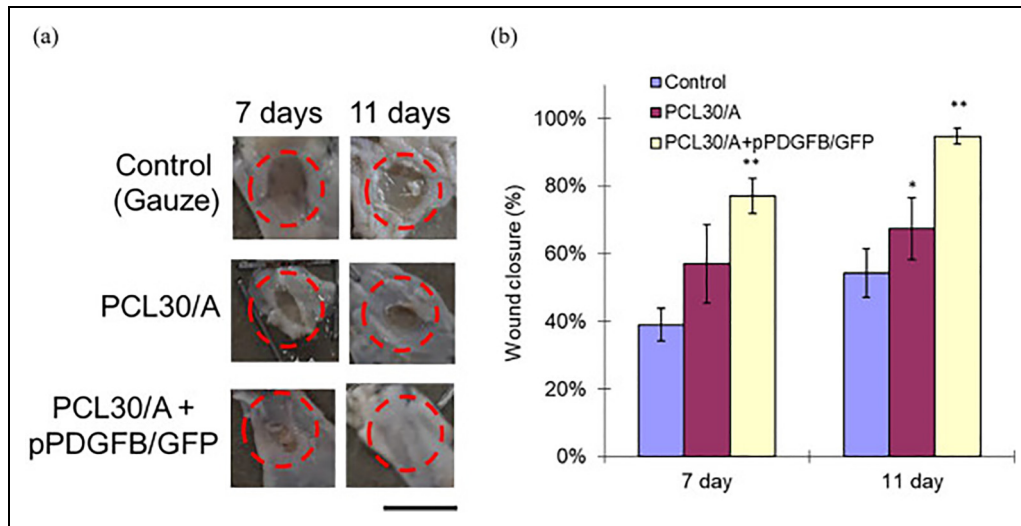 (a)
7 days 11 days
Control
(Gauze)
PCL30/A
PCL30/A +
pPDGFB/GFP
(b)
Control
PCL30/A
PCL30/A+pPDGFB/GFP
**
**
*
Wound closure (%)
100%
80%
60%
40%
20%
0%
7 day 11 day